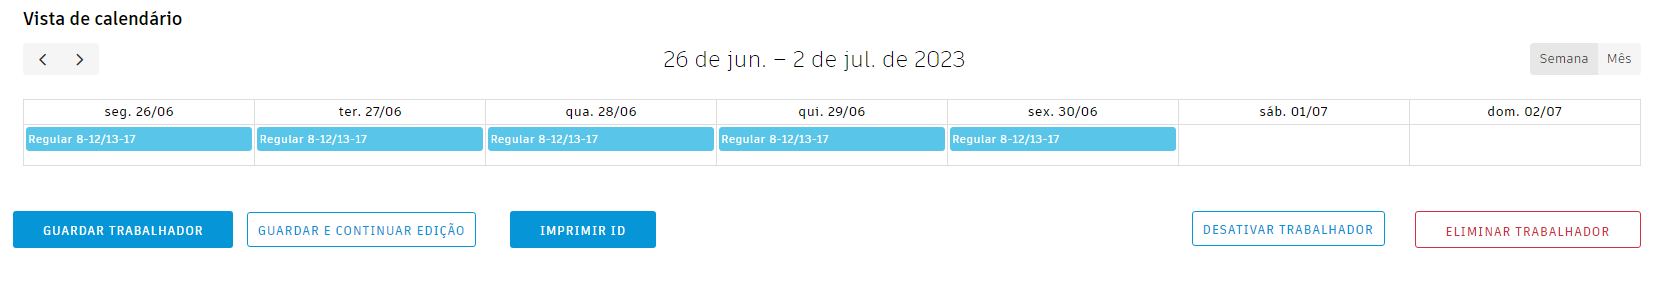 Vista de calendário
26 de jun. – 2 de jul. de 2023
Semana Mês
seg. 26/06 ter. 27/06 qua. 28/06 qui. 29/06 sex. 30/06 sáb. 01/07 dom. 02/07
Regular 8-12/13-17 Regular 8-12/13-17 Regular 8-12/13-17 Regular 8-12/13-17 Regular 8-12/13-17
GUARDAR TRABALHADOR GUARDAR E CONTINUAR EDIÇÃO IMPRIMIR ID DESATIVAR TRABALHADOR ELIMINAR TRABALHADOR